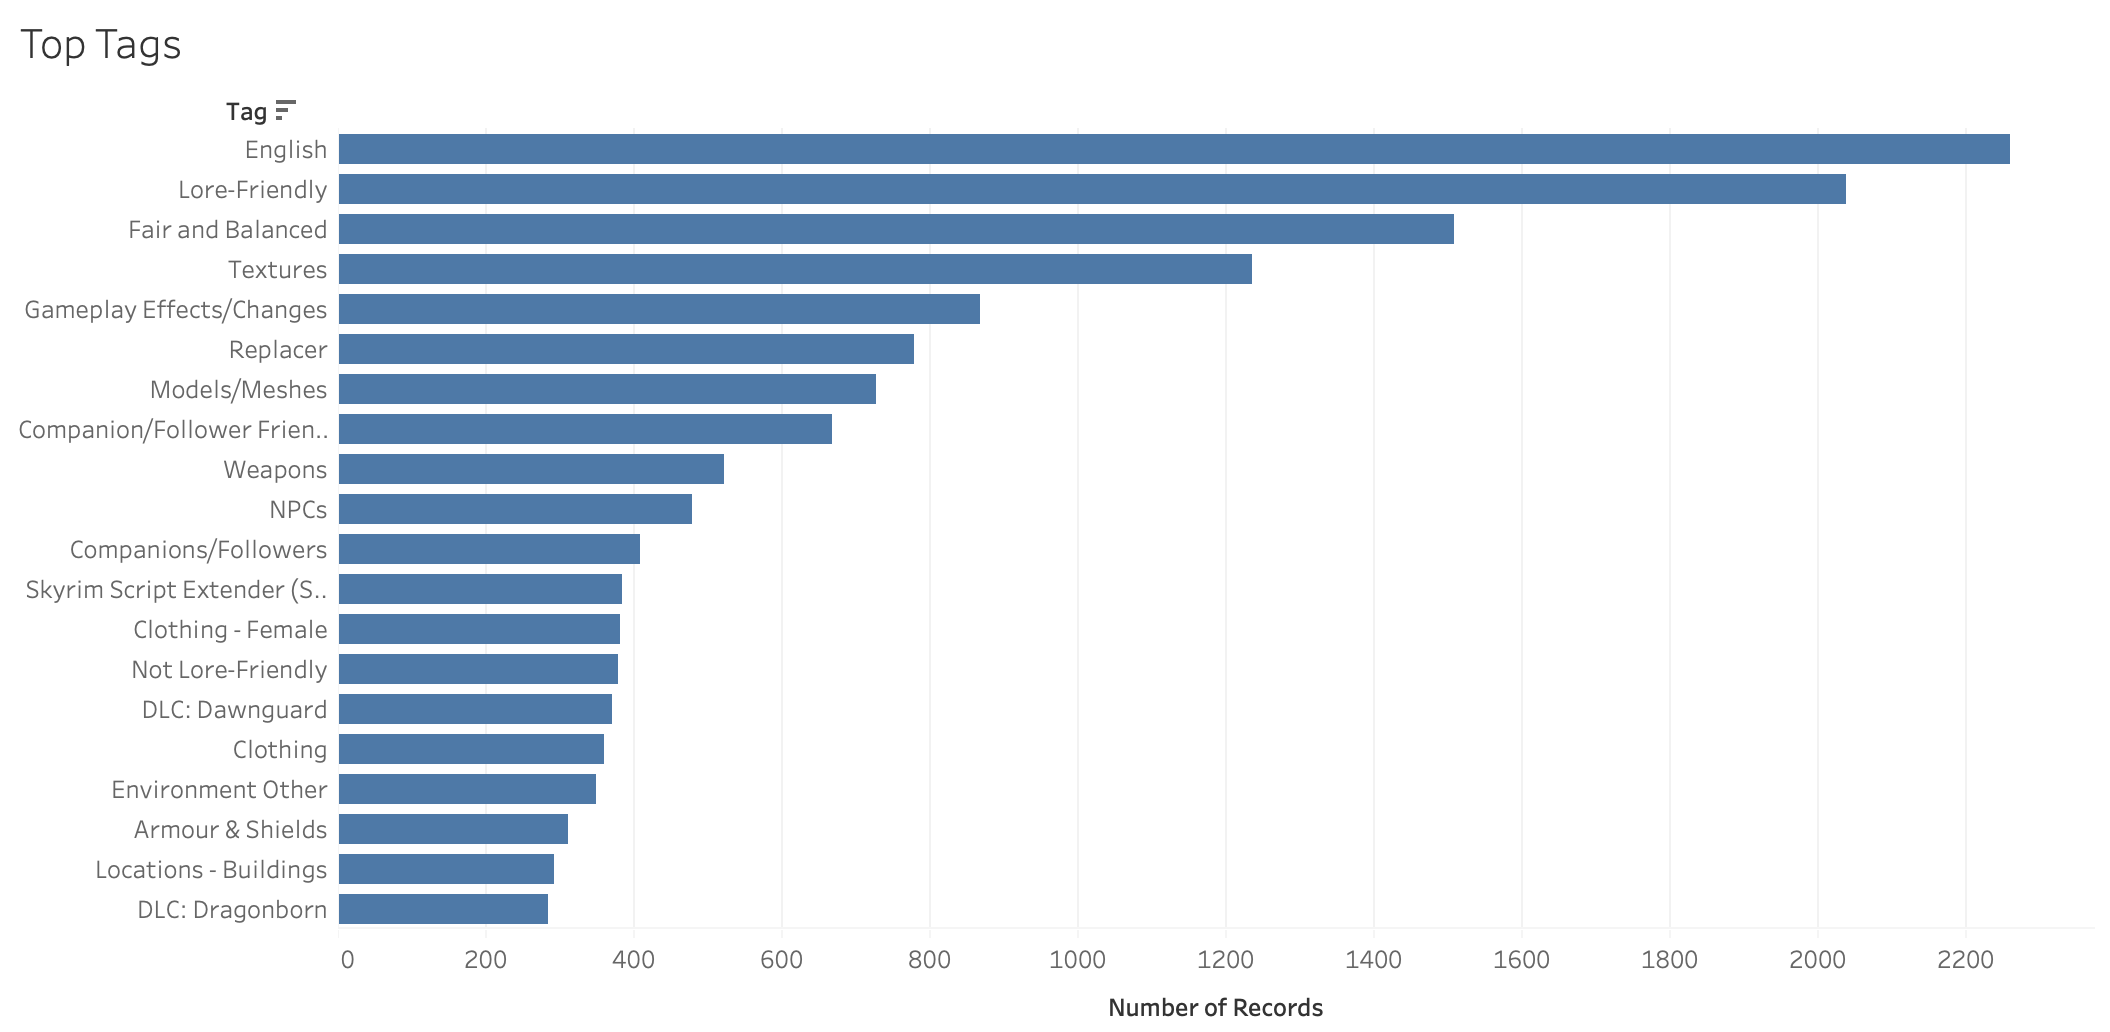 Top Tags
Tag
English
Lore-Friendly
Fair and Balanced
Textures
Gameplay Effects/Changes
Replacer
Models/Meshes
Companion/Follower Frien..
Weapons
NPCs
Companions/Followers
Skyrim Script Extender (S..
Clothing - Female
Not Lore-Friendly
DLC: Dawnguard
Clothing
Environment Other
Armour & Shields
Locations - Buildings
DLC: Dragonborn
0 200 400 600 800 1000 1200 1400 1600 1800 2000 2200
Number of Records